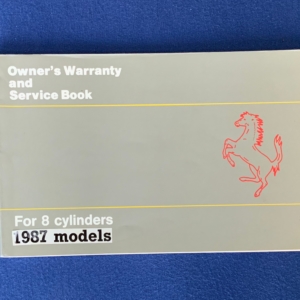 Owner's Warranty
and
Service Book
For 8 cylinders
1987 models